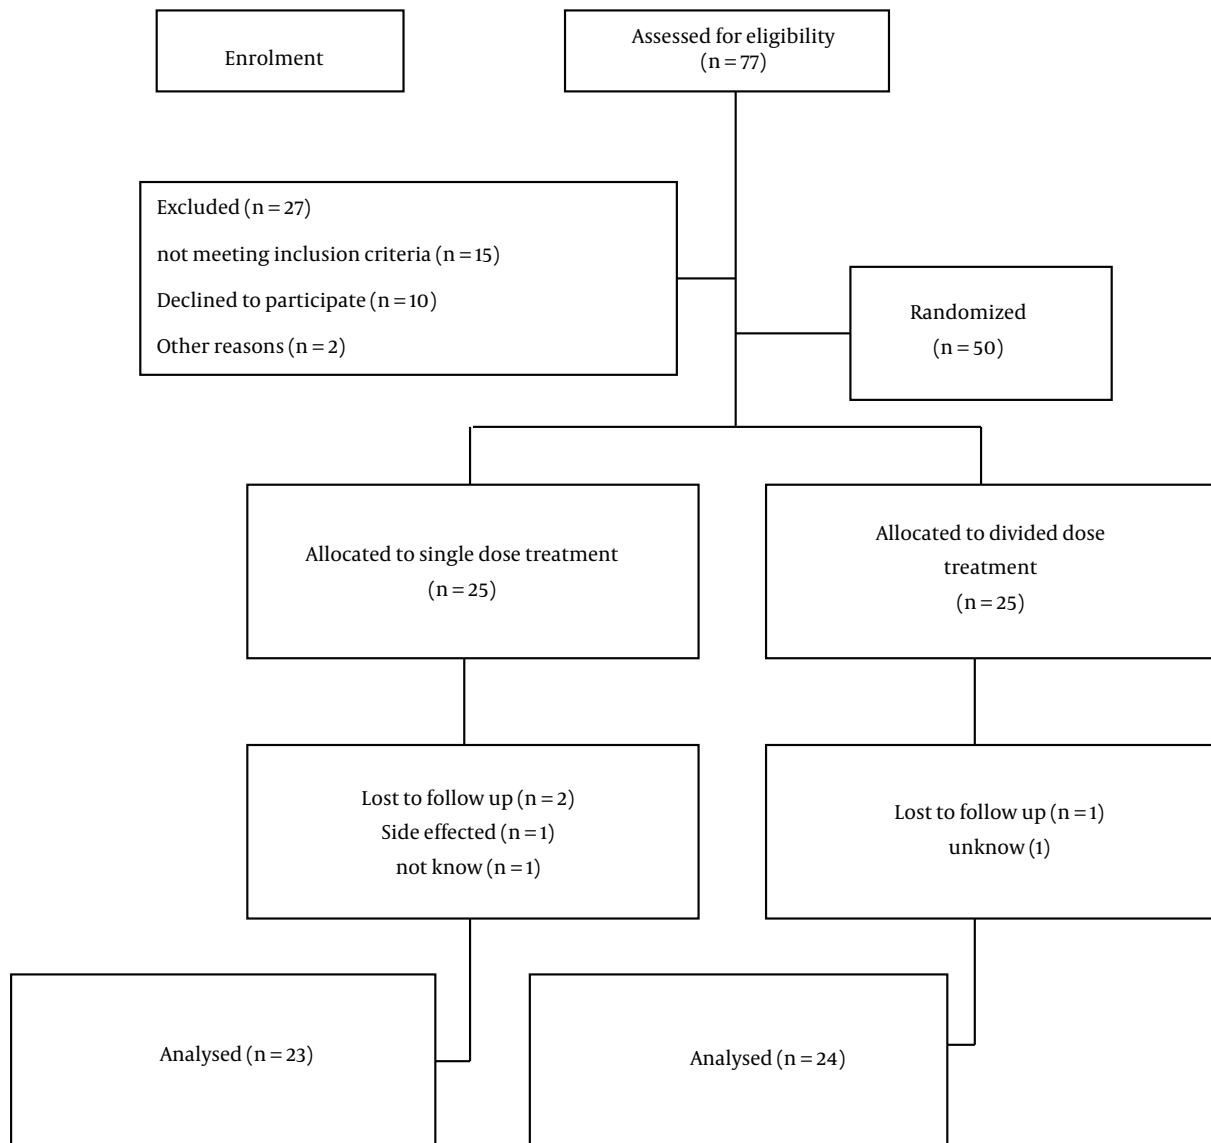 Enrolment
Assessed for eligibility
(n = 77)
Excluded (n = 27)
not meeting inclusion criteria (n = 15)
Declined to participate (n = 10)
Other reasons (n = 2)
Randomized
(n = 50)
Allocated to single dose treatment
(n = 25)
Allocated to divided dose
treatment
(n = 25)
Lost to follow up (n = 2)
Side effected (n = 1)
not know (n = 1)
Lost to follow up (n = 1)
unknow (1)
Analysed (n = 23)
Analysed (n = 24)